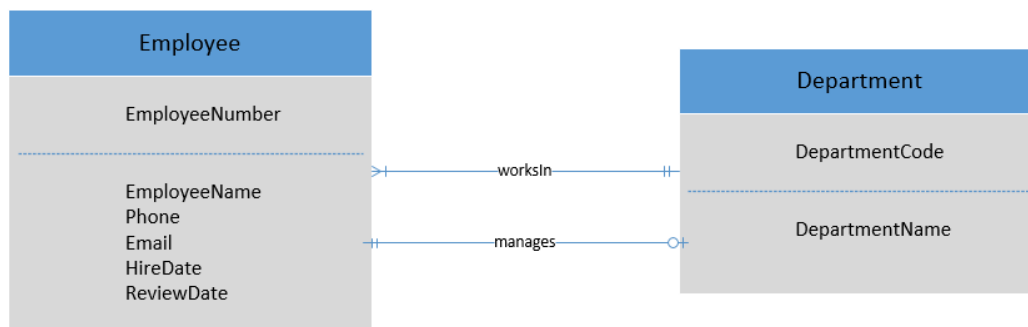 Employee
EmployeeNumber
EmployeeName
Phone
Email
HireDate
ReviewDate
worksIn
manages
Department
DepartmentCode
DepartmentName